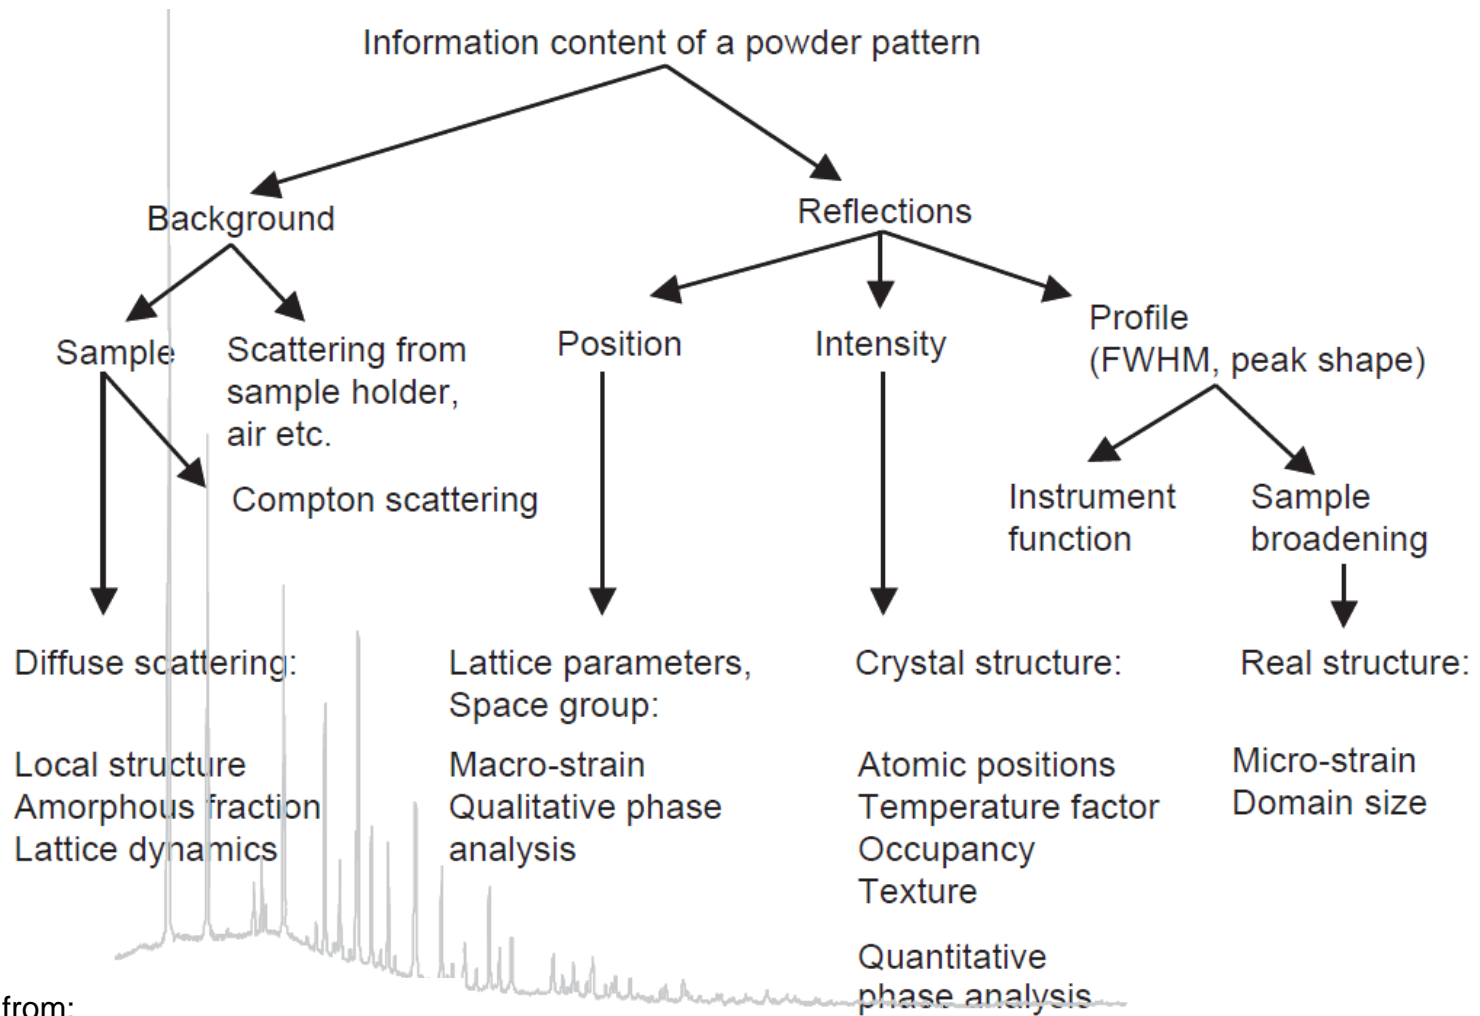 Information content of a powder pattern
Background
Reflections
Sample
Scattering from
sample holder,
air etc.
Compton scattering
Position
Intensity
Profile
(FWHM, peak shape)
Instrument
function
Sample
broadening
Diffuse scattering:
Local structure
Amorphous fraction
Lattice dynamics
Lattice parameters,
Space group:
Macro-strain
Qualitative phase
analysis
Crystal structure:
Atomic positions
Temperature factor
Occupancy
Texture
Quantitative
phase analysis
Real structure:
Micro-strain
Domain size
from: